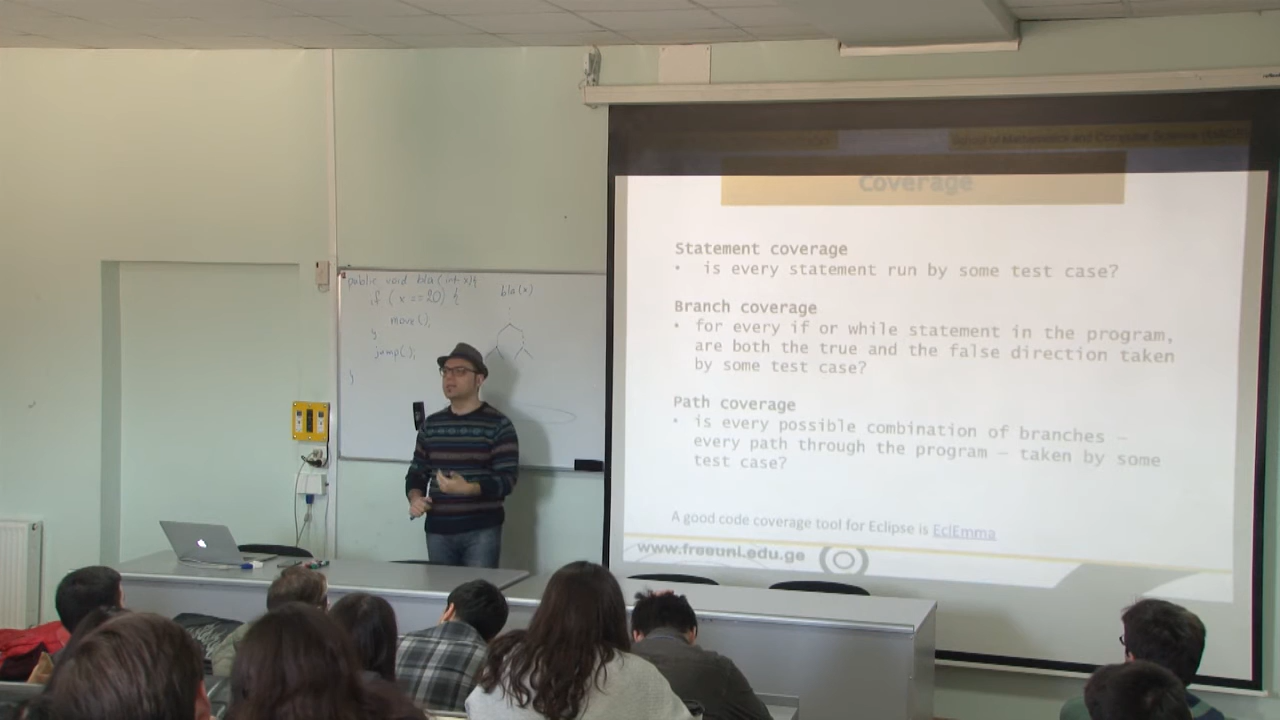 public void bla(int x){
if (x == 20) {
move();
}
jump();
}
bla(x)
Coverage
Statement coverage
• is every statement run by some test case?
Branch coverage
• for every if or while statement in the program,
are both the true and the false direction taken
by some test case?
Path coverage
• is every possible combination of branches –
every path through the program – taken by some
test case?
A good code coverage tool for Eclipse is EclEmma
www.freeuni.edu.ge